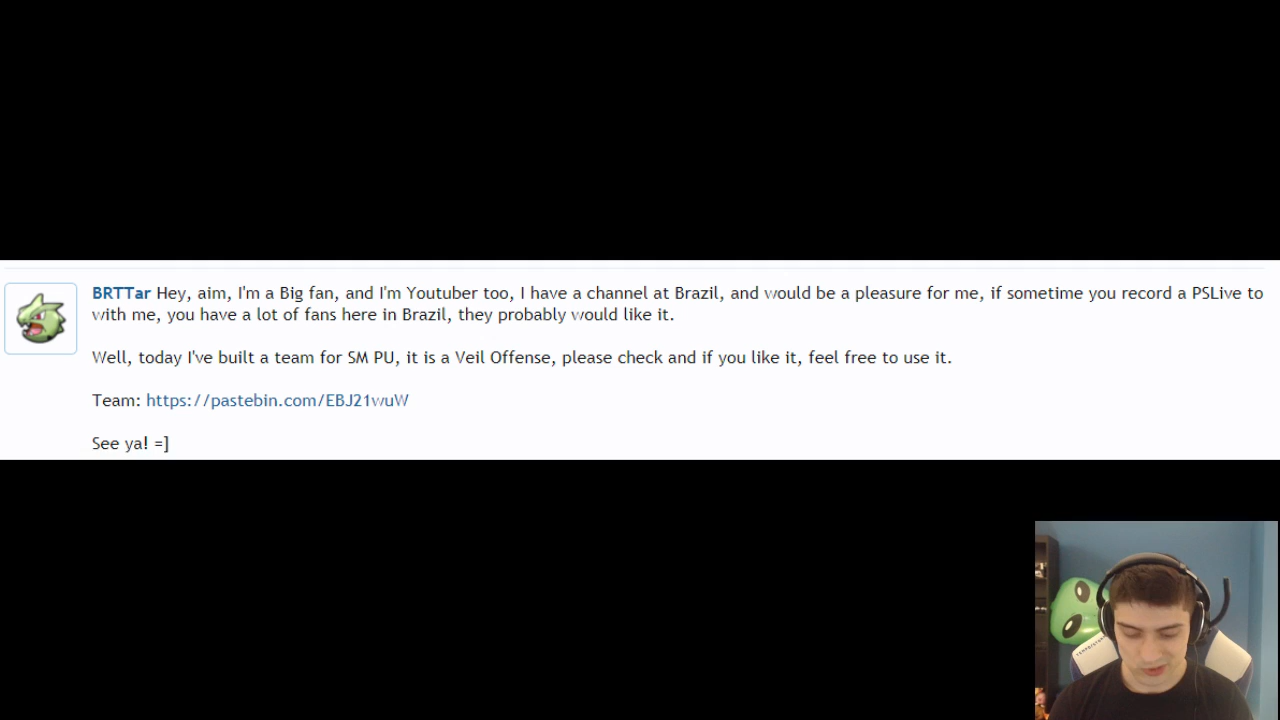 BRTTar Hey, aim, I'm a Big fan, and I'm Youtuber too, I have a channel at Brazil, and would be a pleasure for me, if sometime you record a PSLive to
with me, you have a lot of fans here in Brazil, they probably would like it.
Well, today I've built a team for SM PU, it is a Veil Offense, please check and if you like it, feel free to use it.
Team: https://pastebin.com/EBJ21wuW
See ya! =]